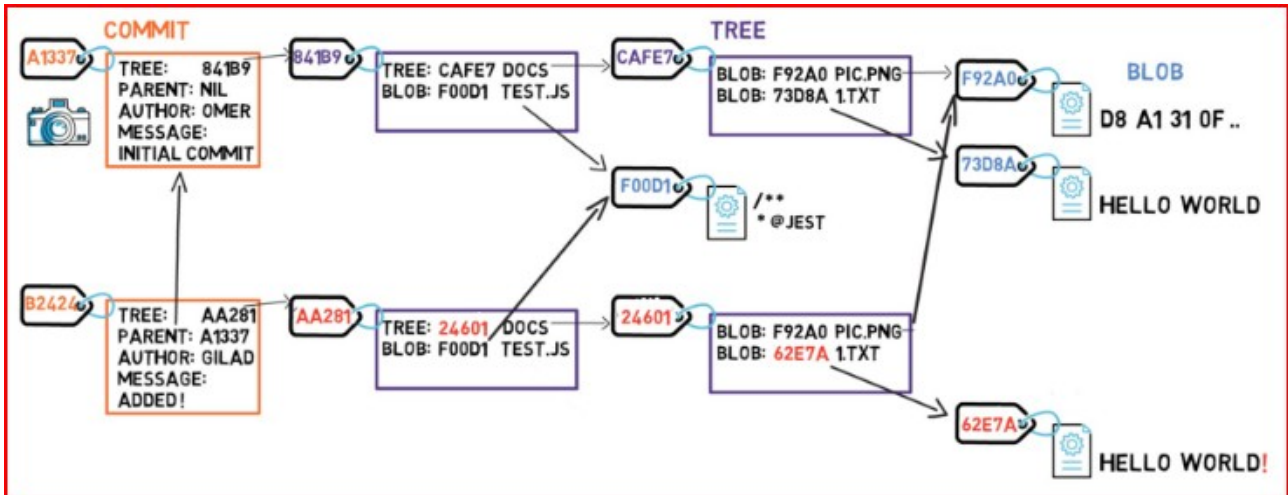 COMMIT
TREE
A1337
841B9
CAFE7
F92A0
BLOB
TREE: 841B9
PARENT: NIL
AUTHOR: OMER
MESSAGE:
INITIAL COMMIT
TREE: CAFE7 DOCS
BLOB: F00D1 TEST.JS
BLOB: F92A0 PIC.PNG
BLOB: 73D8A 1.TXT
D8 A1 31 0F ..
73D8A
HELLO WORLD
F00D1
/**
* @JEST
B2424
AA281
24601
TREE: AA281
PARENT: A1337
AUTHOR: GILAD
MESSAGE:
ADDED!
TREE: 24601 DOCS
BLOB: F00D1 TEST.JS
BLOB: F92A0 PIC.PNG
BLOB: 62E7A 1.TXT
62E7A
HELLO WORLD!